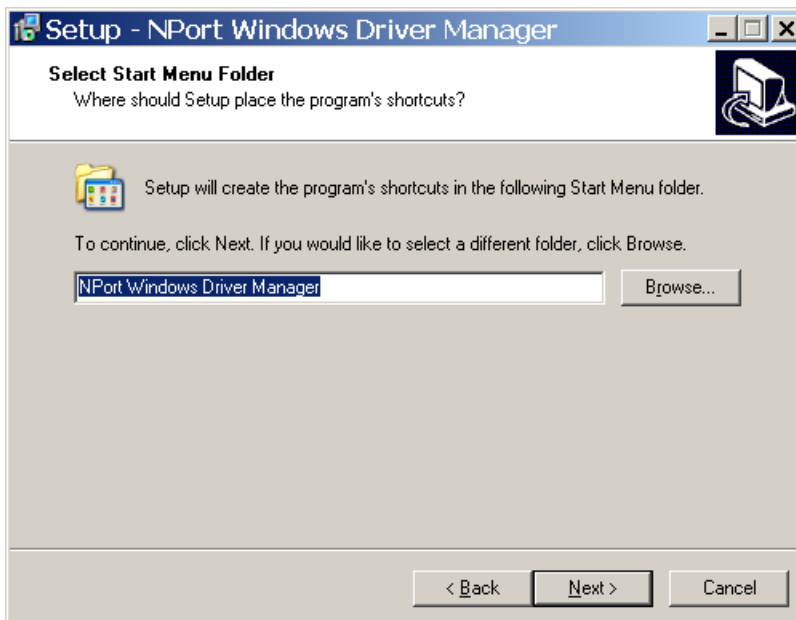 Setup - NPort Windows Driver Manager
Select Start Menu Folder
Where should Setup place the program's shortcuts?
Setup will create the program's shortcuts in the following Start Menu folder.
To continue, click Next. If you would like to select a different folder, click Browse.
NPort Windows Driver Manager
Browse...
< Back
Next >
Cancel